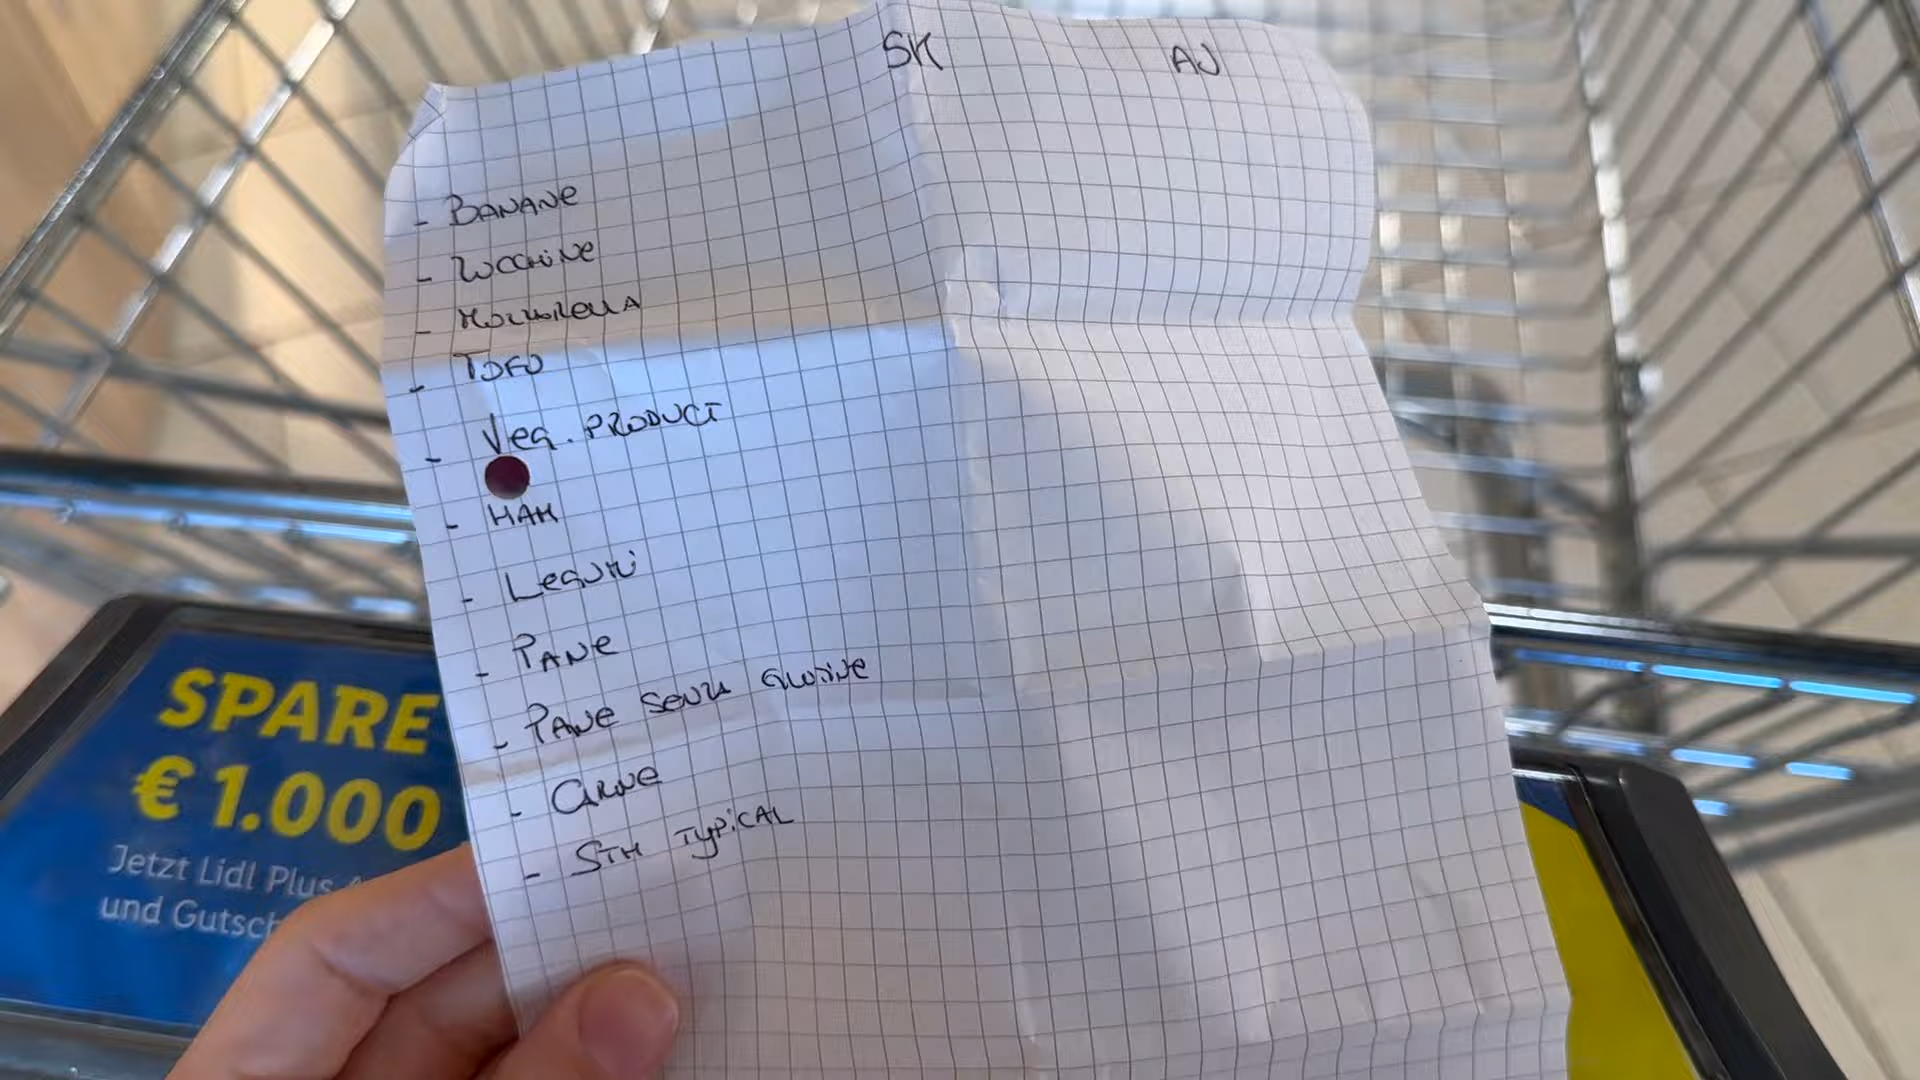 SK AJ
- BANANE
- ZUCCHINE
- MOZZARELLA
- TOFU
- Veg. PRODUCT
- HAM
- LeguMi
- PANE
- PANE SeNZA GLUTINE
- CARNe
- STH TYPICAL
SPARE
€ 1.000
Jetzt Lidl Plus
und Gutsch